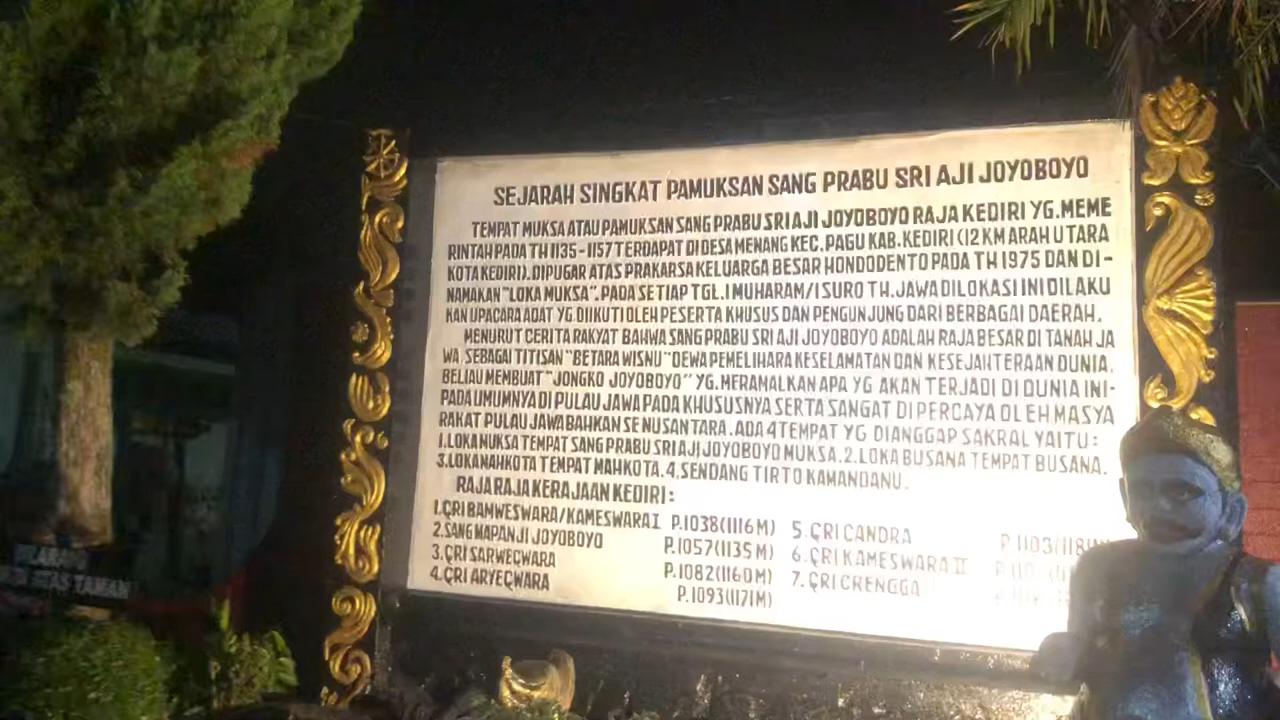 SEJARAH SINGKAT PAMUKSAN SANG PRABU SRI AJI JOYOBOYO
TEMPAT MUKSA ATAU PAMUKSAN SANG PRABU SRI AJI JOYOBOYO RAJA KEDIRI YG. MEME
RINTAH PADA TH 1135-1157 TERDAPAT DI DESA MENANG KEC. PAGU KAB. KEDIRI (12 KM ARAH UTARA
KOTA KEDIRI). DIPUGAR ATAS PRAKARSA KELUARGA BESAR HONDODENTO PADA TH 1975 DAN DI-
NAMAKAN "LOKA MUKSA". PADA SETIAP TGL. 1 MUHARAM/1 SURO TH. JAWA DILOKASI INI DILAKU
KAN UPACARA ADAT YG. DIIKUTI OLEH PESERTA KHUSUS DAN PENGUNJUNG DARI BERBAGAI DAERAH.
MENURUT CERITA RAKYAT BAHWA SANG PRABU SRI AJI JOYOBOYO ADALAH RAJA BESAR DI TANAH JA
WA, SEBAGAI TITISAN "BETARA WISNU" DEWA PEMELIHARA KESELAMATAN DAN KESEJAHTERAAN DUNIA.
BELIAU MEMBUAT "JONGKO JOYOBOYO" YG. MERAMALKAN APA YG AKAN TERJADI DI DUNIA INI-
PADA UMUMNYA DI PULAU JAWA PADA KHUSUSNYA SERTA SANGAT DI PERCAYA OLEH MASYA
RAKAT PULAU JAWA BAHKAN SE NUSANTARA. ADA 4 TEMPAT YG DIANGGAP SAKRAL YAITU:
1. LOKA NUKSA TEMPAT SANG PRABU SRI AJI JOYOBOYO MUKSA. 2. LOKA BUSANA TEMPAT BUSANA.
3. LOKA NAHKOTA TEMPAT MAHKOTA. 4. SENDANG TIRTO KAMANDANU.
RAJA RAJA KERAJAAN KEDIRI:
1. ÇRI BAMWESWARA/KAMESWARA I P.1038(1116 M) 5. ÇRI CANDRA
2. SANG MAPANJI JOYOBOYO P.1057(1135 M) 6. ÇRI KAMESWARA II
3. ÇRI SARWEÇWARA P.1082(1160 M) 7. ÇRI CRENGGA
4. ÇRI ARYEÇWARA P.1093(1171 M)
TAMAN